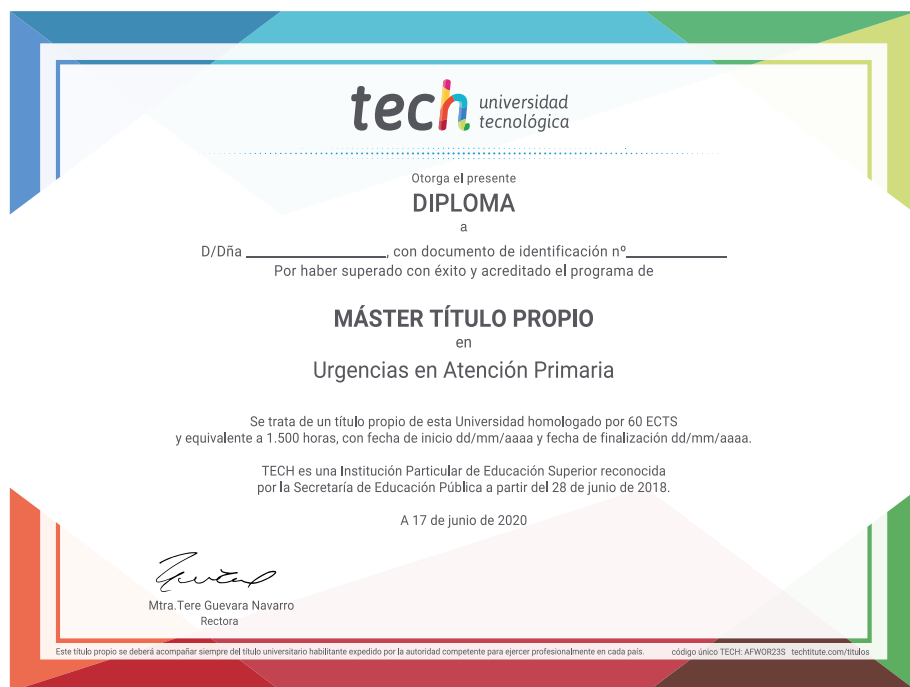 tech universidad
tecnológica
Otorga el presente
DIPLOMA
a
D/Dña ______________, con documento de identificación nº__________
Por haber superado con éxito y acreditado el programa de
MÁSTER TÍTULO PROPIO
en
Urgencias en Atención Primaria
Se trata de un título propio de esta Universidad homologado por 60 ECTS
y equivalente a 1.500 horas, con fecha de inicio dd/mm/aaaa y fecha de finalización dd/mm/aaaa.
TECH es una Institución Particular de Educación Superior reconocida
por la Secretaría de Educación Pública a partir del 28 de junio de 2018.
A 17 de junio de 2020
Mtra.Tere Guevara Navarro
Rectora
Este título propio se deberá acompañar siempre del título universitario habilitante expedido por la autoridad competente para ejercer profesionalmente en cada país. código único TECH: AFWOR23S techtitute.com/titulos